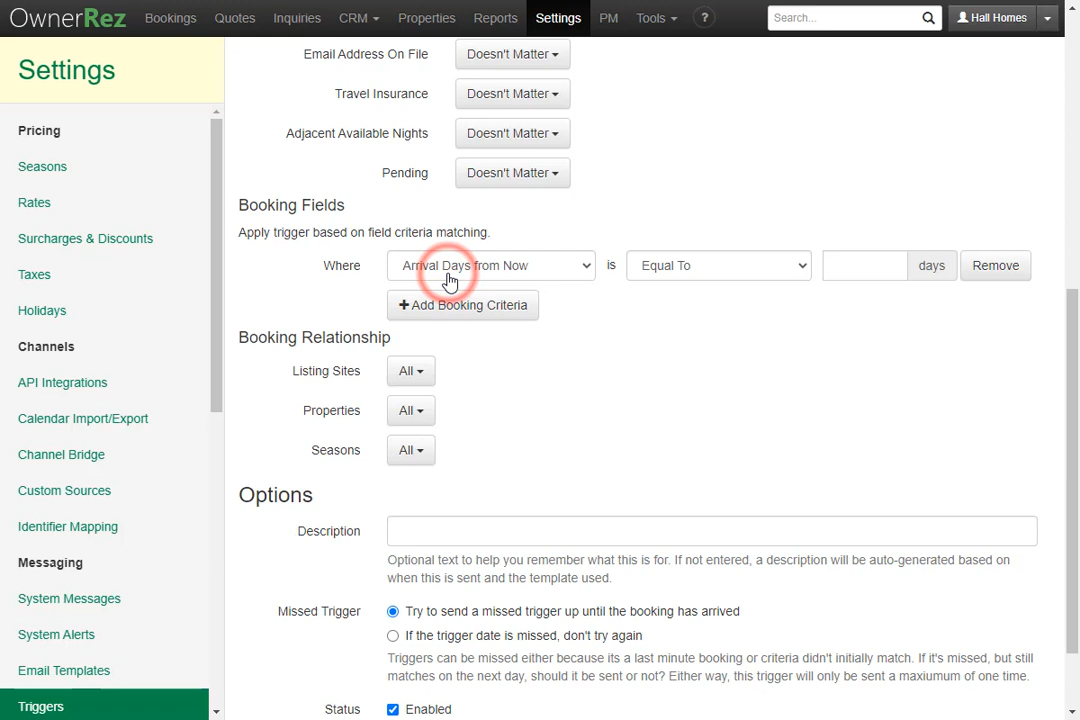 OwnerRez Bookings Quotes Inquiries CRM Properties Reports Settings PM Tools ? Search... Hall Homes
Settings
Pricing
Seasons
Rates
Surcharges & Discounts
Taxes
Holidays
Channels
API Integrations
Calendar Import/Export
Channel Bridge
Custom Sources
Identifier Mapping
Messaging
System Messages
System Alerts
Email Templates
Triggers
Email Address On File Doesn't Matter
Travel Insurance Doesn't Matter
Adjacent Available Nights Doesn't Matter
Pending Doesn't Matter
Booking Fields
Apply trigger based on field criteria matching.
Where Arrival Days from Now is Equal To days Remove
+ Add Booking Criteria
Booking Relationship
Listing Sites All
Properties All
Seasons All
Options
Description
Optional text to help you remember what this is for. If not entered, a description will be auto-generated based on
when this is sent and the template used.
Missed Trigger Try to send a missed trigger up until the booking has arrived
If the trigger date is missed, don't try again
Triggers can be missed either because its a last minute booking or criteria didn't initially match. If it's missed, but still
matches on the next day, should it be sent or not? Either way, this trigger will only be sent a maxiumum of one time.
Status Enabled